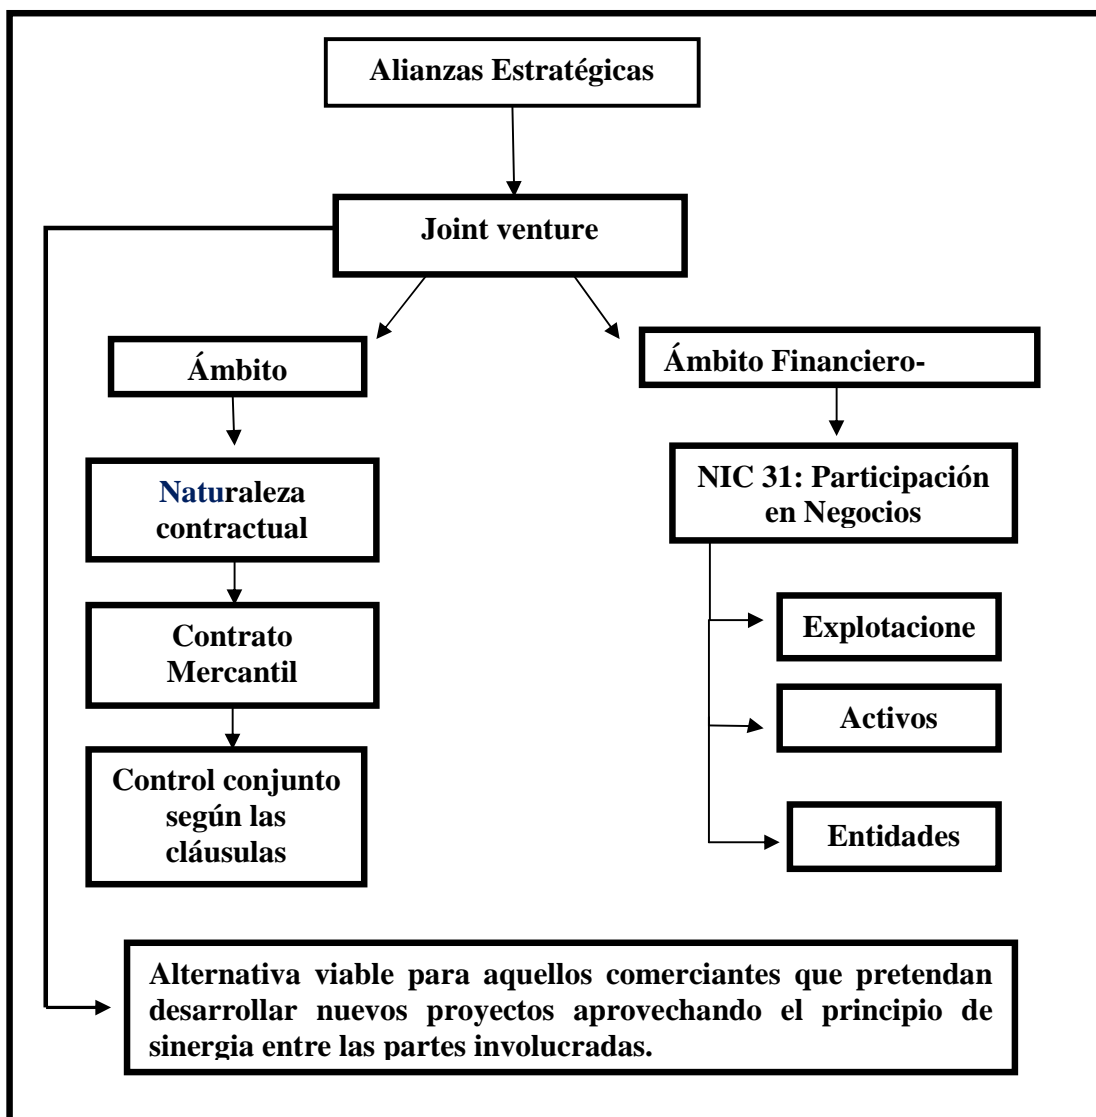 Alianzas Estratégicas
Joint venture
Ámbito
Naturaleza
contractual
Contrato
Mercantil
Control conjunto
según las
cláusulas
Ámbito Financiero-
NIC 31: Participación
en Negocios
Explotacione
Activos
Entidades
Alternativa viable para aquellos comerciantes que pretendan
desarrollar nuevos proyectos aprovechando el principio de
sinergia entre las partes involucradas.